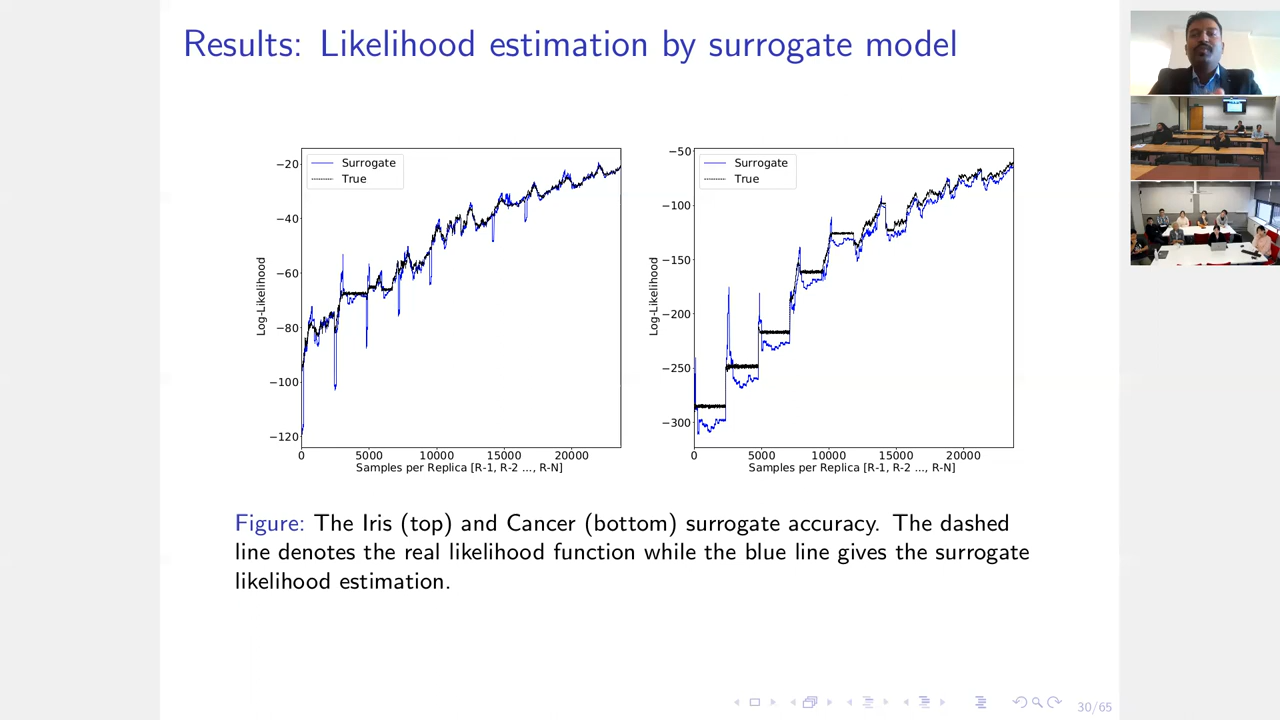 Results: Likelihood estimation by surrogate model
Surrogate
True
−20
−40
−60
−80
−100
−120
Log-Likelihood
0 5000 10000 15000 20000
Samples per Replica [R-1, R-2 ..., R-N]
Surrogate
True
−50
−100
−150
−200
−250
−300
Log-Likelihood
0 5000 10000 15000 20000
Samples per Replica [R-1, R-2 ..., R-N]
Figure: The Iris (top) and Cancer (bottom) surrogate accuracy. The dashed
line denotes the real likelihood function while the blue line gives the surrogate
likelihood estimation.
30/65